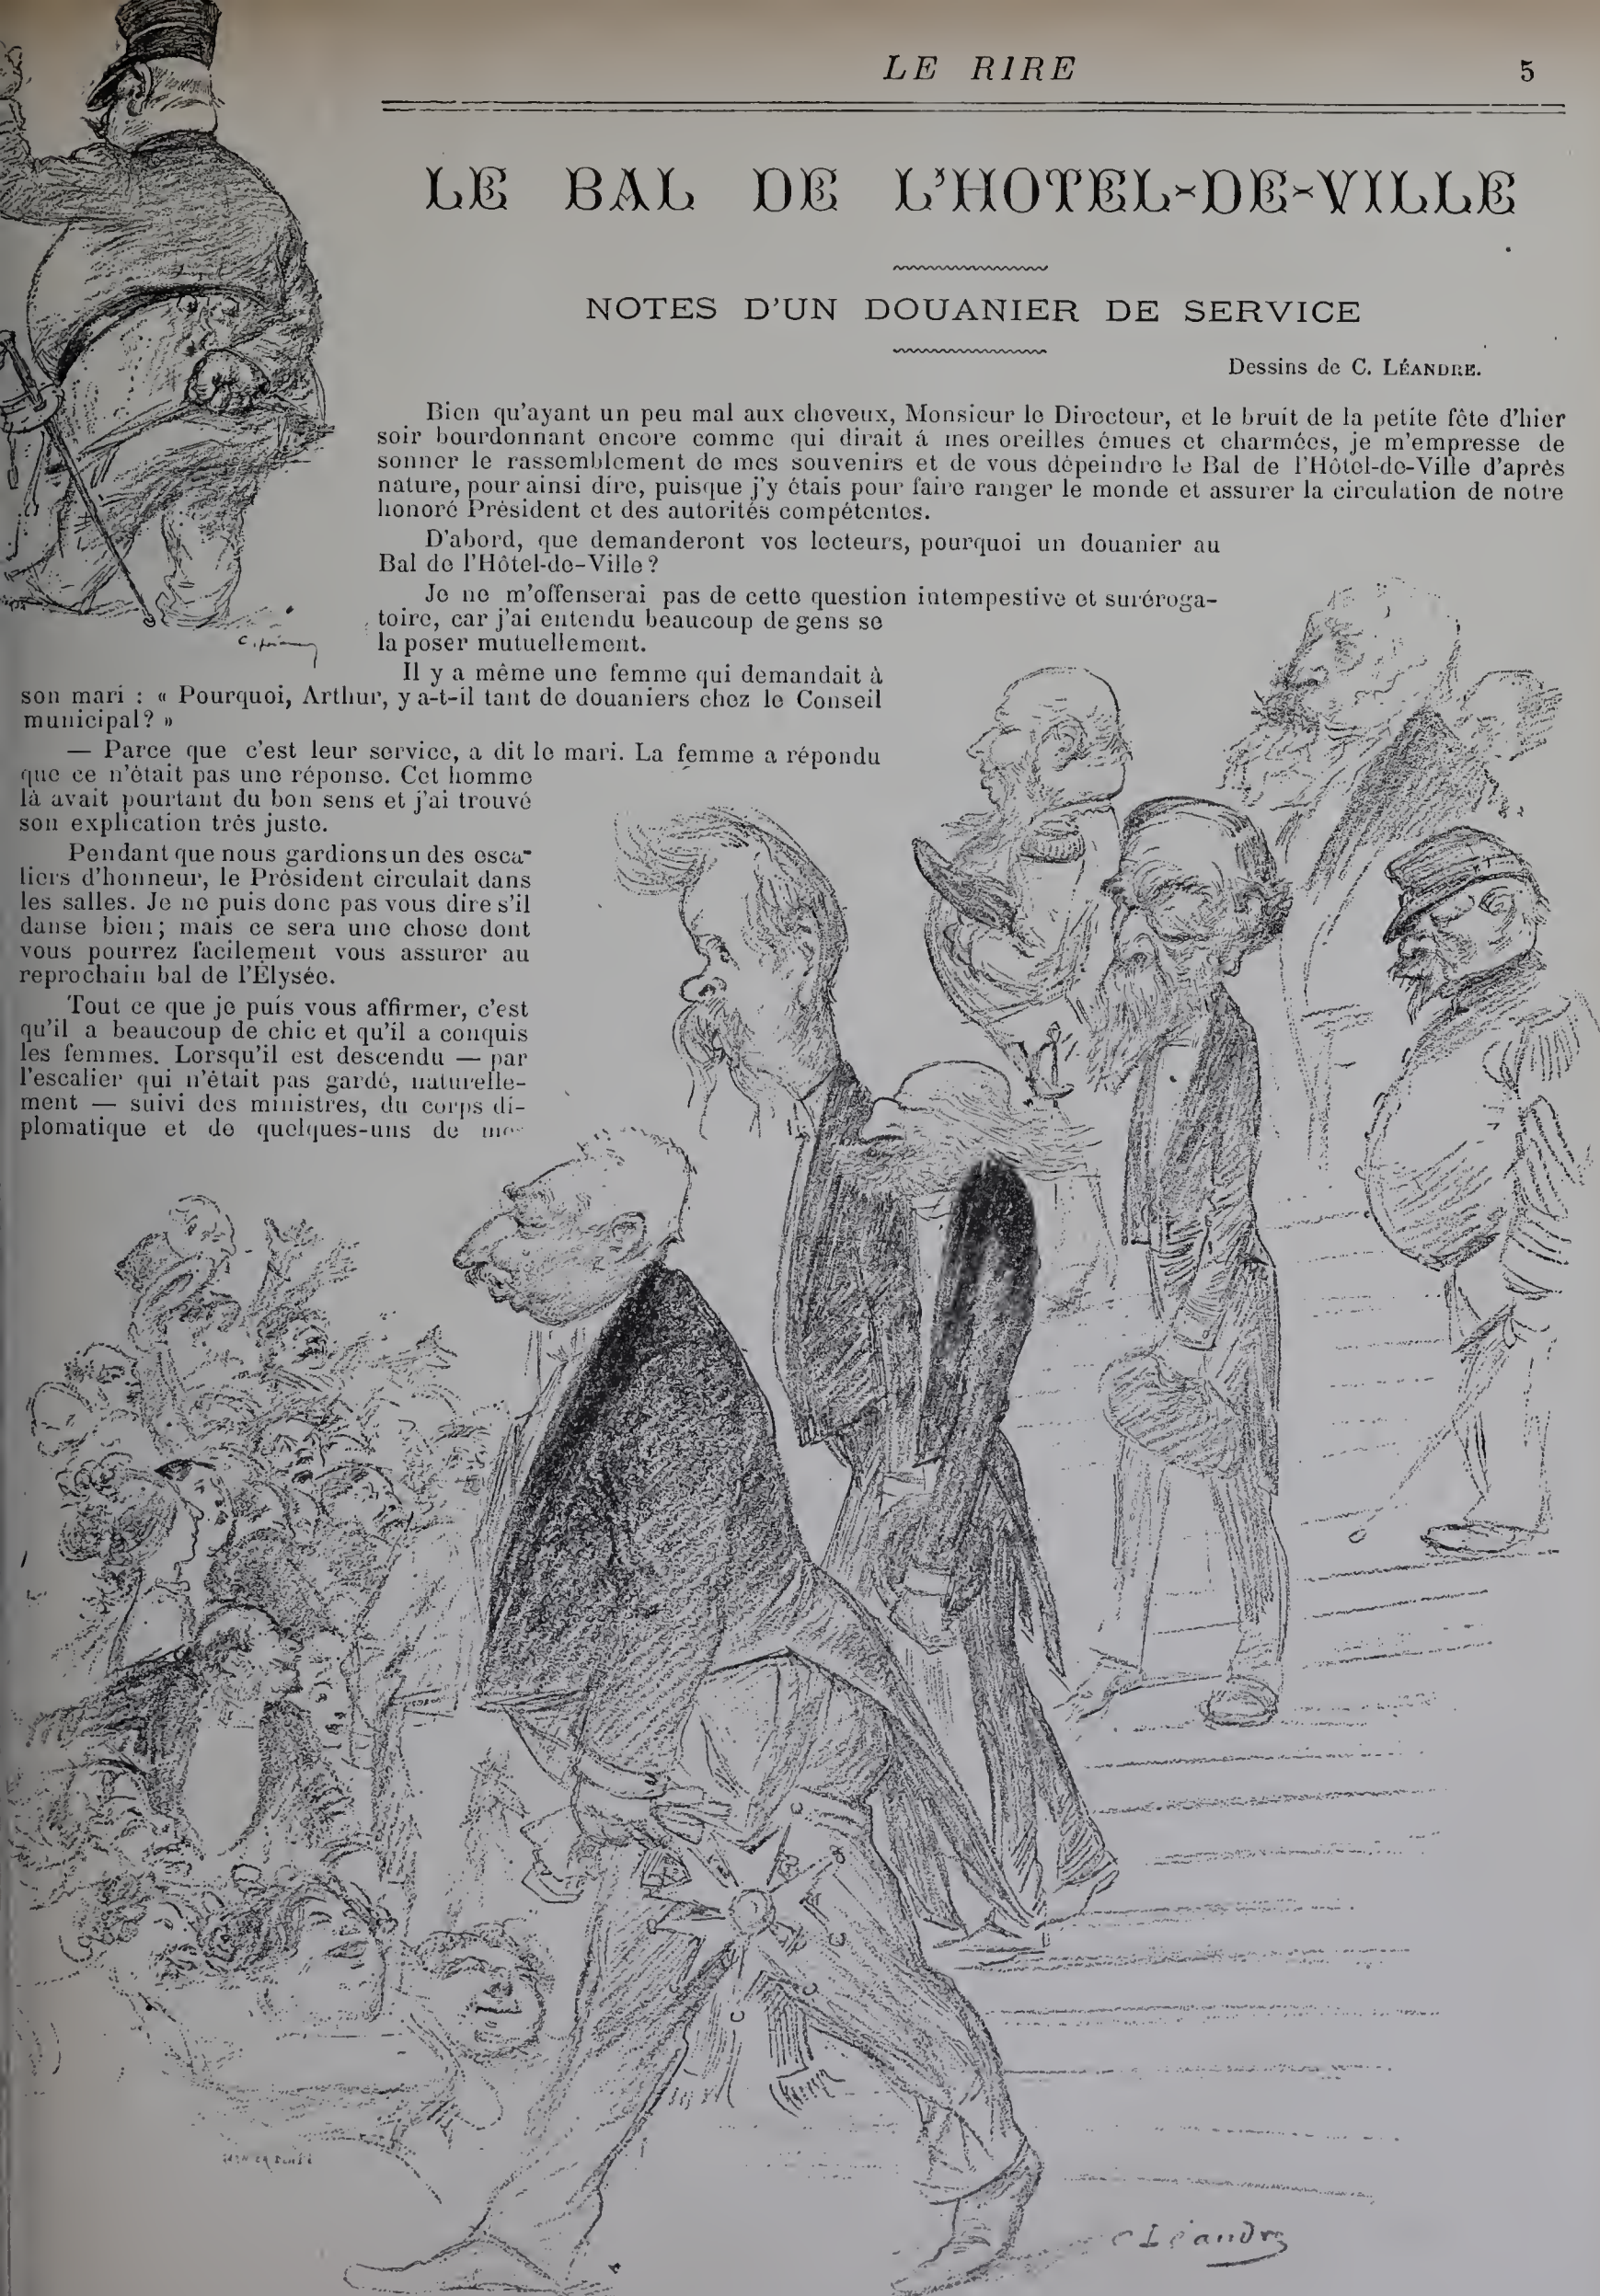 LE RIRE
5
LE BAL DE L'HOTEL-DE-VILLE
NOTES D'UN DOUANIER DE SERVICE
Dessins de C. LÉANDRE.
Bien qu'ayant un peu mal aux cheveux, Monsieur le Directeur, et le bruit de la petite fête d'hier
soir bourdonnant encore comme qui dirait à mes oreilles émues et charmées, je m'empresse de
sonner le rassemblement de mes souvenirs et de vous dépeindre le Bal de l'Hôtel-de-Ville d'après
nature, pour ainsi dire, puisque j'y étais pour faire ranger le monde et assurer la circulation de notre
honoré Président et des autorités compétentes.
D'abord, que demanderont vos lecteurs, pourquoi un douanier au
Bal de l'Hôtel-de-Ville ?
Je ne m'offenserai pas de cette question intempestive et suréroga-
toire, car j'ai entendu beaucoup de gens se
la poser mutuellement.
Il y a même une femme qui demandait à
son mari : « Pourquoi, Arthur, y a-t-il tant de douaniers chez le Conseil
municipal ? »
— Parce que c'est leur service, a dit le mari. La femme a répondu
que ce n'était pas une réponse. Cet homme
là avait pourtant du bon sens et j'ai trouvé
son explication très juste.
Pendant que nous gardions un des esca-
liers d'honneur, le Président circulait dans
les salles. Je ne puis donc pas vous dire s'il
danse bien ; mais ce sera une chose dont
vous pourrez facilement vous assurer au
reprochain bal de l'Élysée.
Tout ce que je puis vous affirmer, c'est
qu'il a beaucoup de chic et qu'il a conquis
les femmes. Lorsqu'il est descendu — par
l'escalier qui n'était pas gardé, naturelle-
ment — suivi des ministres, du corps di-
plomatique et de quelques-uns de
C Léandre